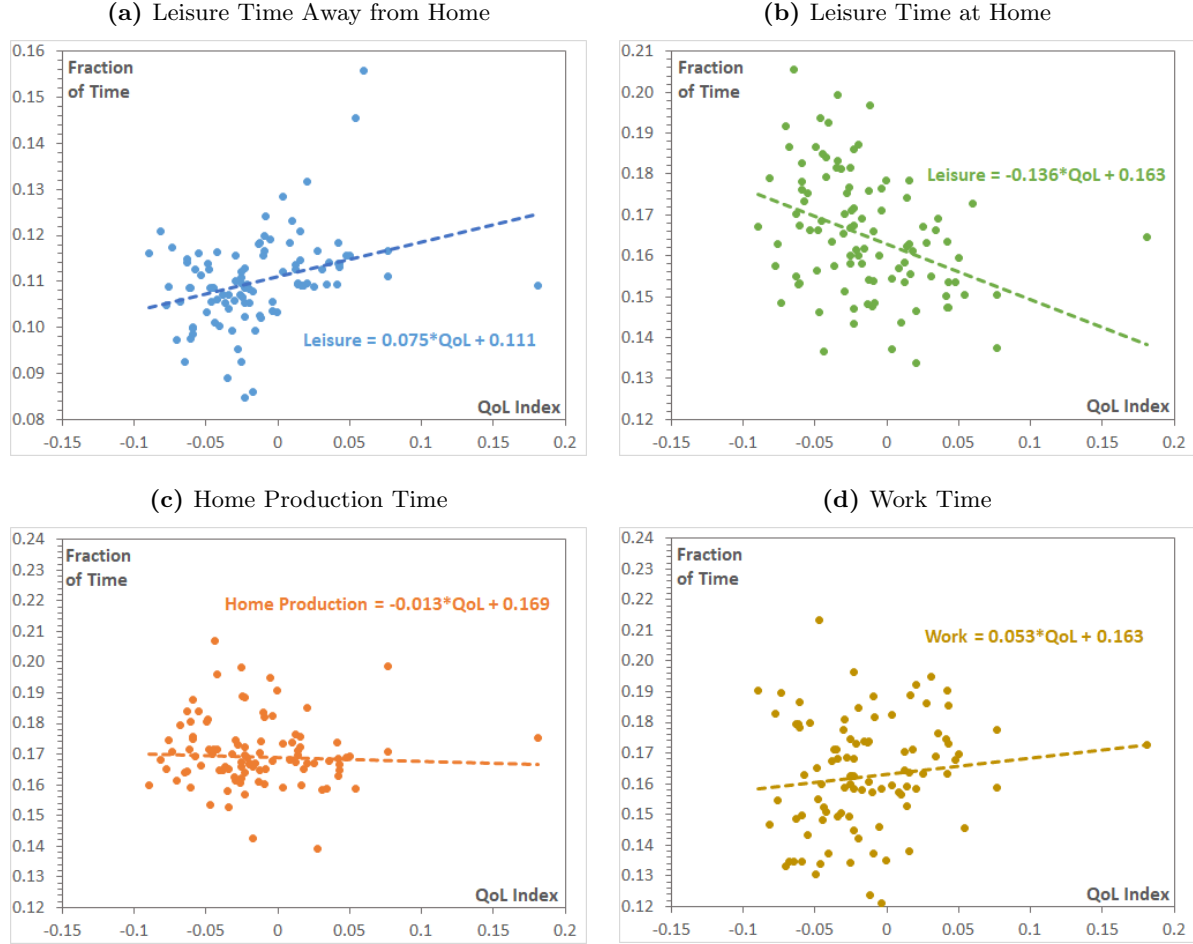 (a) Leisure Time Away from Home
0.16
0.15
0.14
0.13
0.12
0.11
0.10
0.09
0.08
Fraction
of Time
Leisure = 0.075*QoL + 0.111
QoL Index
-0.15 -0.1 -0.05 0 0.05 0.1 0.15 0.2
(b) Leisure Time at Home
0.21
0.20
0.19
0.18
0.17
0.16
0.15
0.14
0.13
0.12
Fraction
of Time
Leisure = -0.136*QoL + 0.163
QoL Index
-0.15 -0.1 -0.05 0 0.05 0.1 0.15 0.2
(c) Home Production Time
0.24
0.23
0.22
0.21
0.20
0.19
0.18
0.17
0.16
0.15
0.14
0.13
0.12
Fraction
of Time
Home Production = -0.013*QoL + 0.169
QoL Index
-0.15 -0.1 -0.05 0 0.05 0.1 0.15 0.2
(d) Work Time
0.24
0.23
0.22
0.21
0.20
0.19
0.18
0.17
0.16
0.15
0.14
0.13
0.12
Fraction
of Time
Work = 0.053*QoL + 0.163
QoL Index
-0.15 -0.1 -0.05 0 0.05 0.1 0.15 0.2